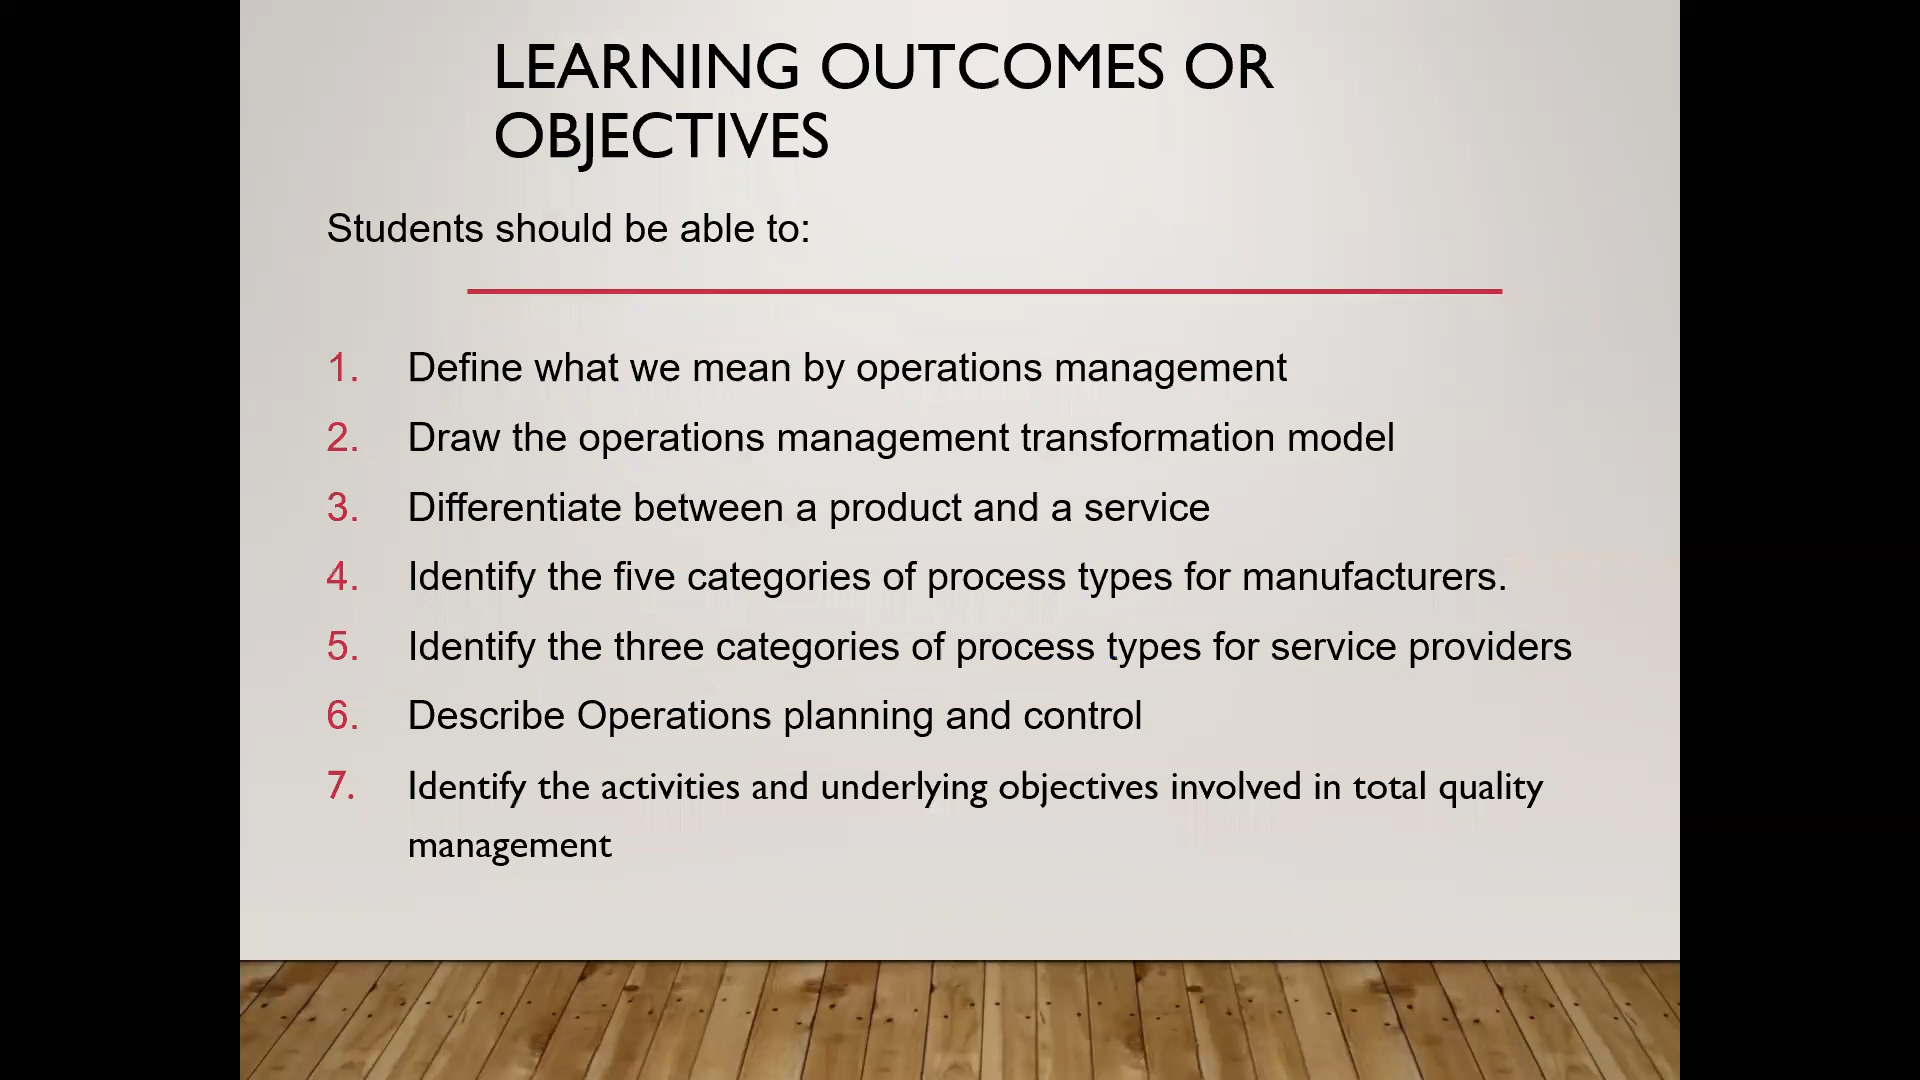 LEARNING OUTCOMES OR
OBJECTIVES
Students should be able to:
1. Define what we mean by operations management
2. Draw the operations management transformation model
3. Differentiate between a product and a service
4. Identify the five categories of process types for manufacturers.
5. Identify the three categories of process types for service providers
6. Describe Operations planning and control
7. Identify the activities and underlying objectives involved in total quality
management